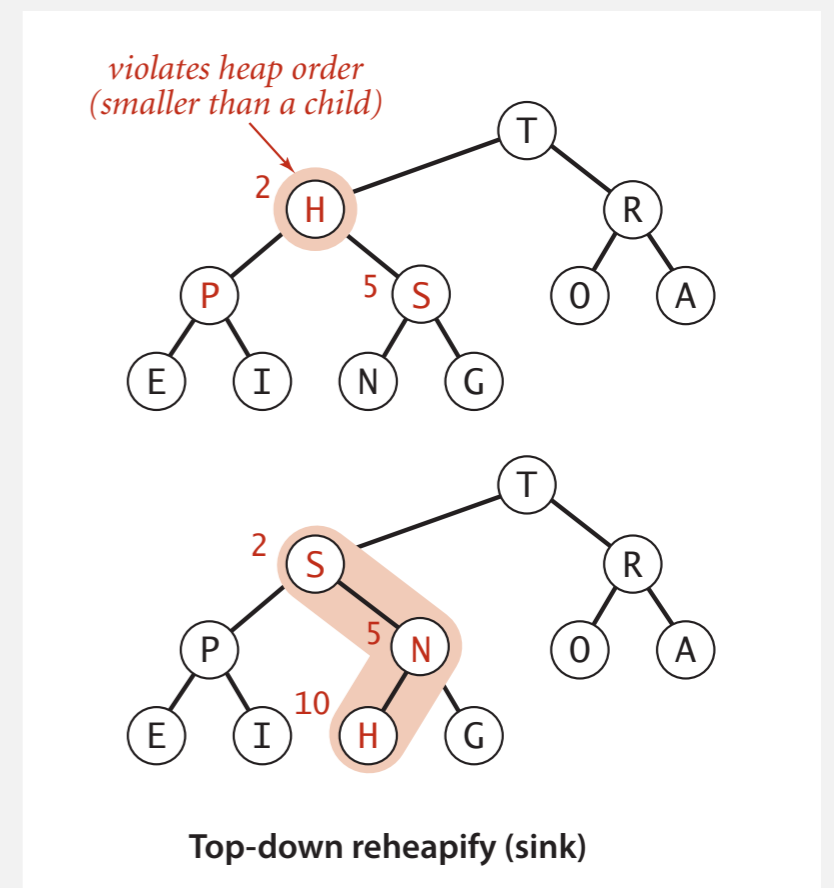 violates heap order
(smaller than a child)
T
2 H R
P 5 S O A
E I N G
T
2 S R
P 5 N O A
E I 10 H G
Top-down reheapify (sink)